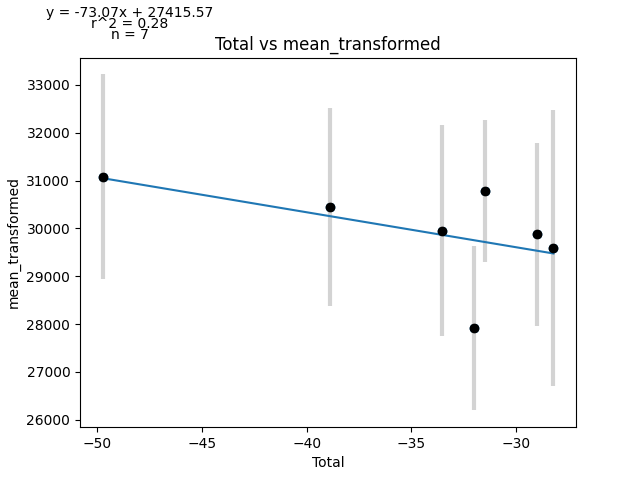 y = -73.07x + 27415.57
r^2 = 0.28
n = 7
Total vs mean_transformed
33000
32000
31000
30000
29000
28000
27000
26000
mean_transformed
−50
−45
−40
−35
−30
Total